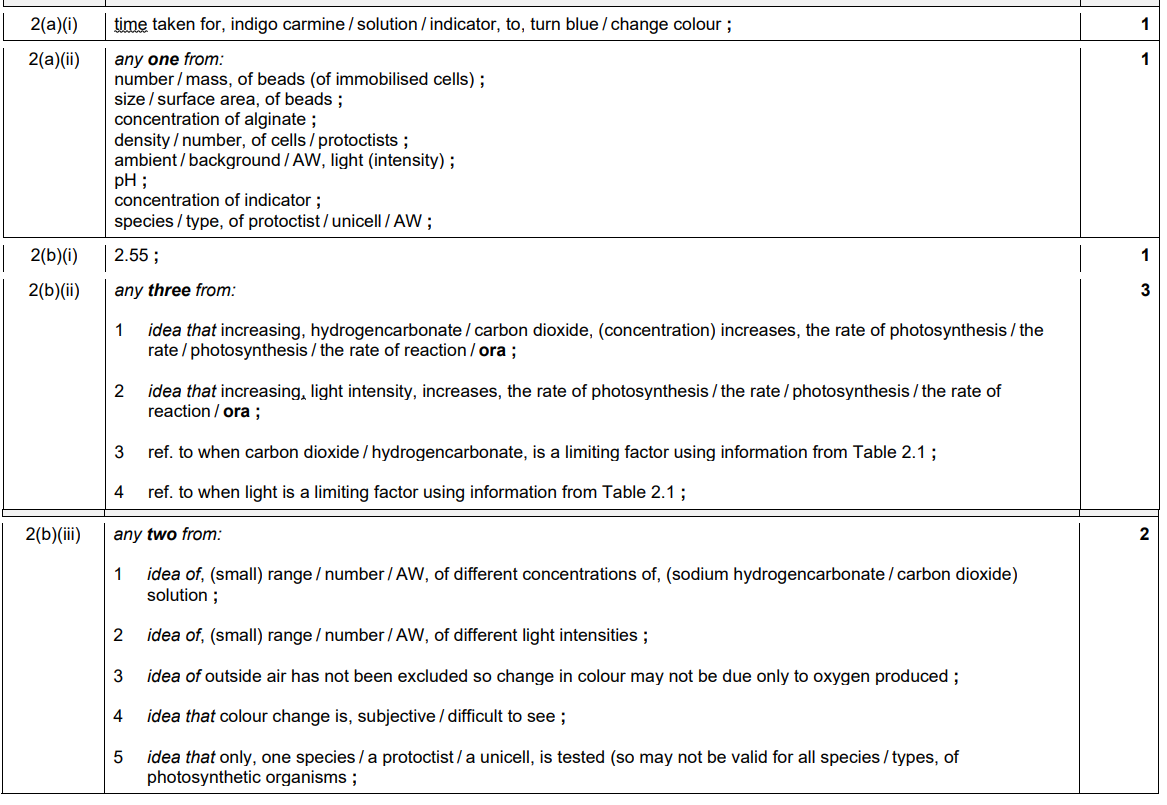 2(a)(i) time taken for, indigo carmine / solution / indicator, to, turn blue / change colour ; 1
2(a)(ii) any one from: 1
number / mass, of beads (of immobilised cells) ;
size / surface area, of beads ;
concentration of alginate ;
density / number, of cells / protoctists ;
ambient / background / AW, light (intensity) ;
pH ;
concentration of indicator ;
species / type, of protoctist / unicell / AW ;
2(b)(i) 2.55 ; 1
2(b)(ii) any three from: 3
1 idea that increasing, hydrogencarbonate / carbon dioxide, (concentration) increases, the rate of photosynthesis / the
rate / photosynthesis / the rate of reaction / ora ;
2 idea that increasing, light intensity, increases, the rate of photosynthesis / the rate / photosynthesis / the rate of
reaction / ora ;
3 ref. to when carbon dioxide / hydrogencarbonate, is a limiting factor using information from Table 2.1 ;
4 ref. to when light is a limiting factor using information from Table 2.1 ;
2(b)(iii) any two from: 2
1 idea of, (small) range / number / AW, of different concentrations of, (sodium hydrogencarbonate / carbon dioxide)
solution ;
2 idea of, (small) range / number / AW, of different light intensities ;
3 idea of outside air has not been excluded so change in colour may not be due only to oxygen produced ;
4 idea that colour change is, subjective / difficult to see ;
5 idea that only, one species / a protoctist / a unicell, is tested (so may not be valid for all species / types, of
photosynthetic organisms ;